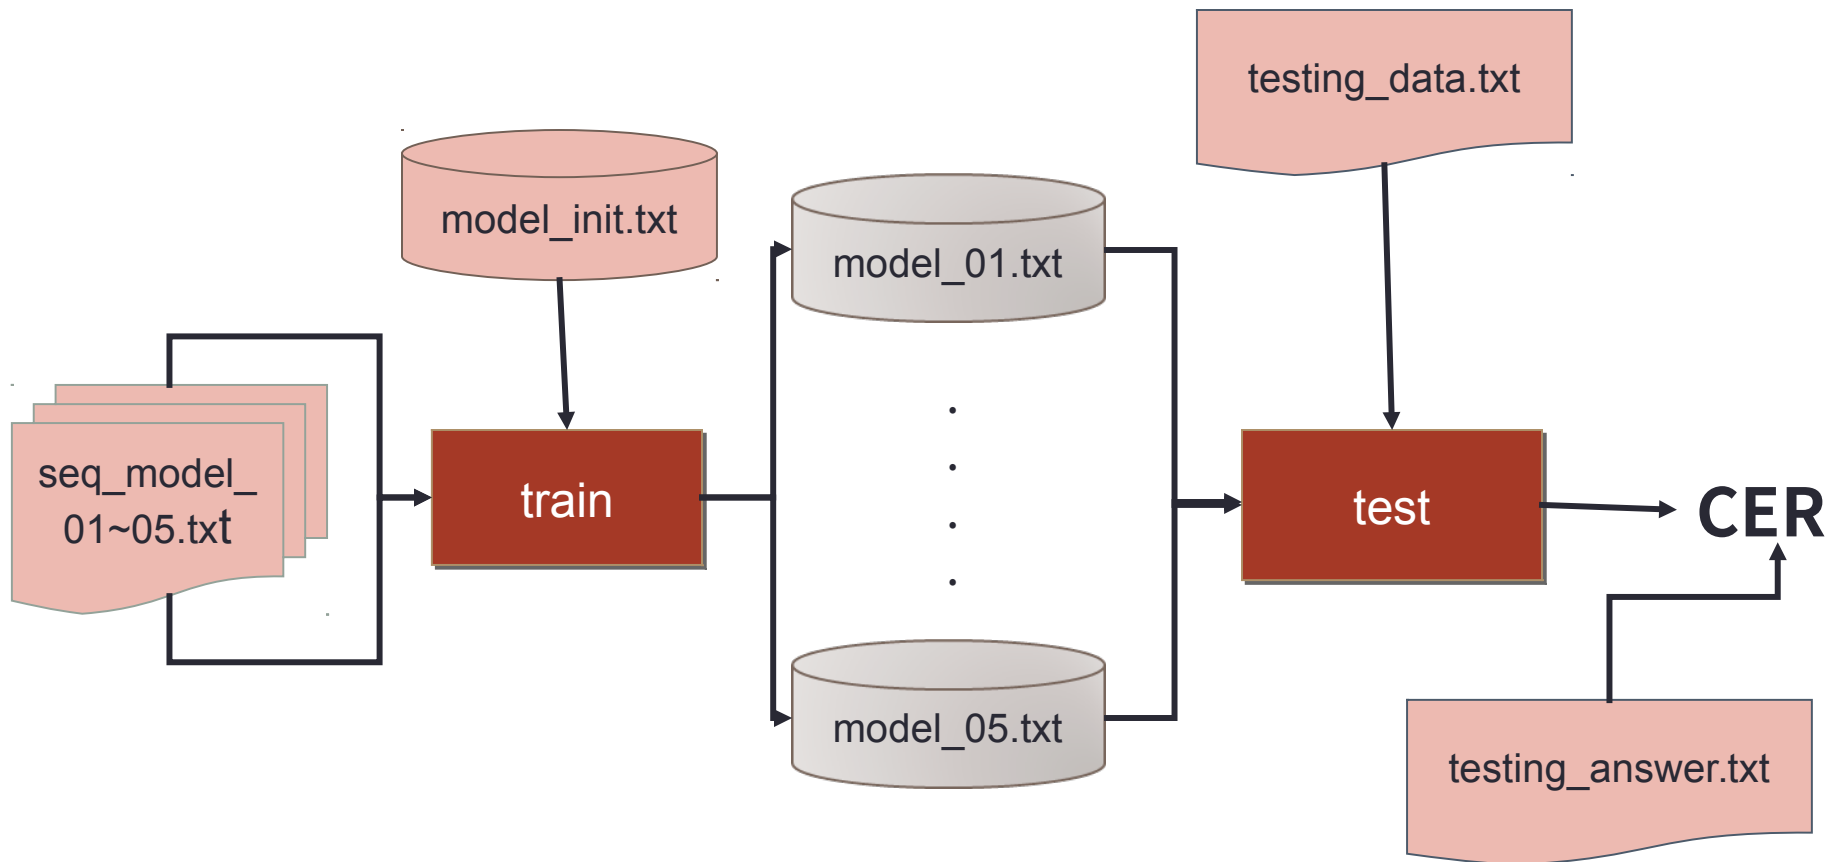 testing_data.txt
model_init.txt
model_01.txt
seq_model_
01~05.txt
train
.
.
.
.
test
CER
model_05.txt
testing_answer.txt